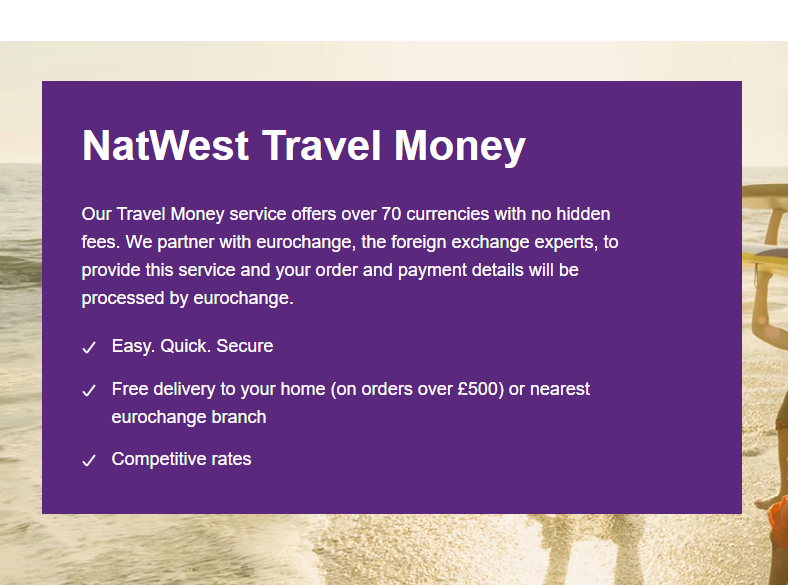 NatWest Travel Money
Our Travel Money service offers over 70 currencies with no hidden
fees. We partner with eurochange, the foreign exchange experts, to
provide this service and your order and payment details will be
processed by eurochange.
Easy. Quick. Secure
Free delivery to your home (on orders over £500) or nearest
eurochange branch
Competitive rates